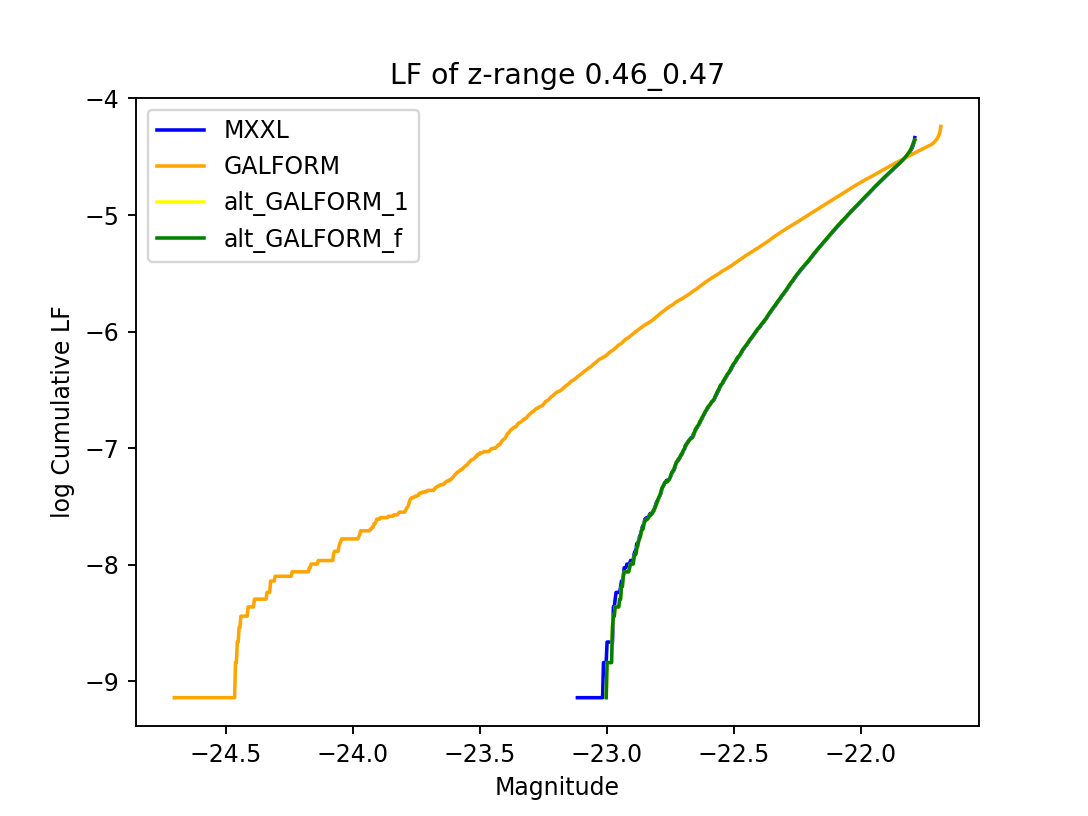 LF of z-range 0.46_0.47
−4
−5
−6
−7
−8
−9
log Cumulative LF
MXXL
GALFORM
alt_GALFORM_1
alt_GALFORM_f
−24.5
−24.0
−23.5
−23.0
−22.5
−22.0
Magnitude